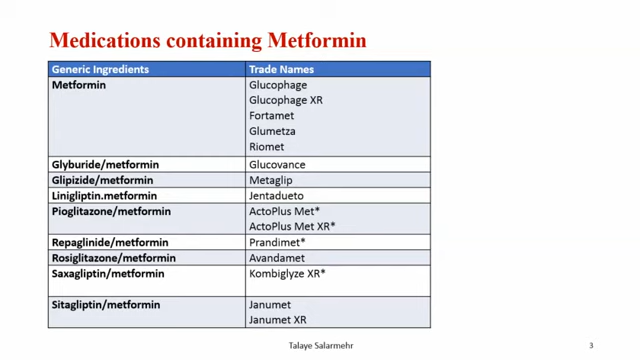 Medications containing Metformin
Generic Ingredients Trade Names
Metformin Glucophage
Glucophage XR
Fortamet
Glumetza
Riomet
Glyburide/metformin Glucovance
Glipizide/metformin Metaglip
Linigliptin.metformin Jentadueto
Pioglitazone/metformin ActoPlus Met*
ActoPlus Met XR*
Repaglinide/metformin Prandimet*
Rosiglitazone/metformin Avandamet
Saxagliptin/metformin Kombiglyze XR*
Sitagliptin/metformin Janumet
Janumet XR
Talaye Salarmehr 3